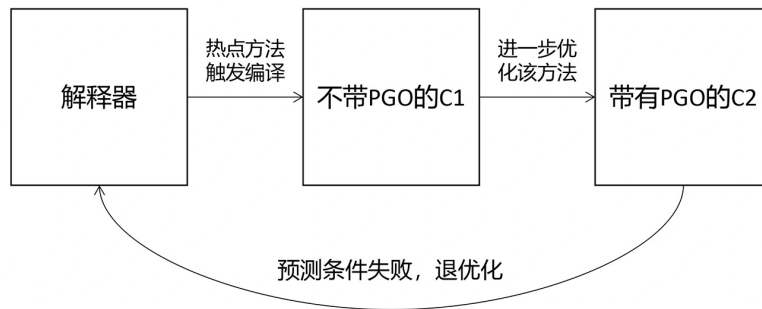 解释器
热点方法
触发编译
不带PGO的C1
进一步优
化该方法
带有PGO的C2
预测条件失败，退优化